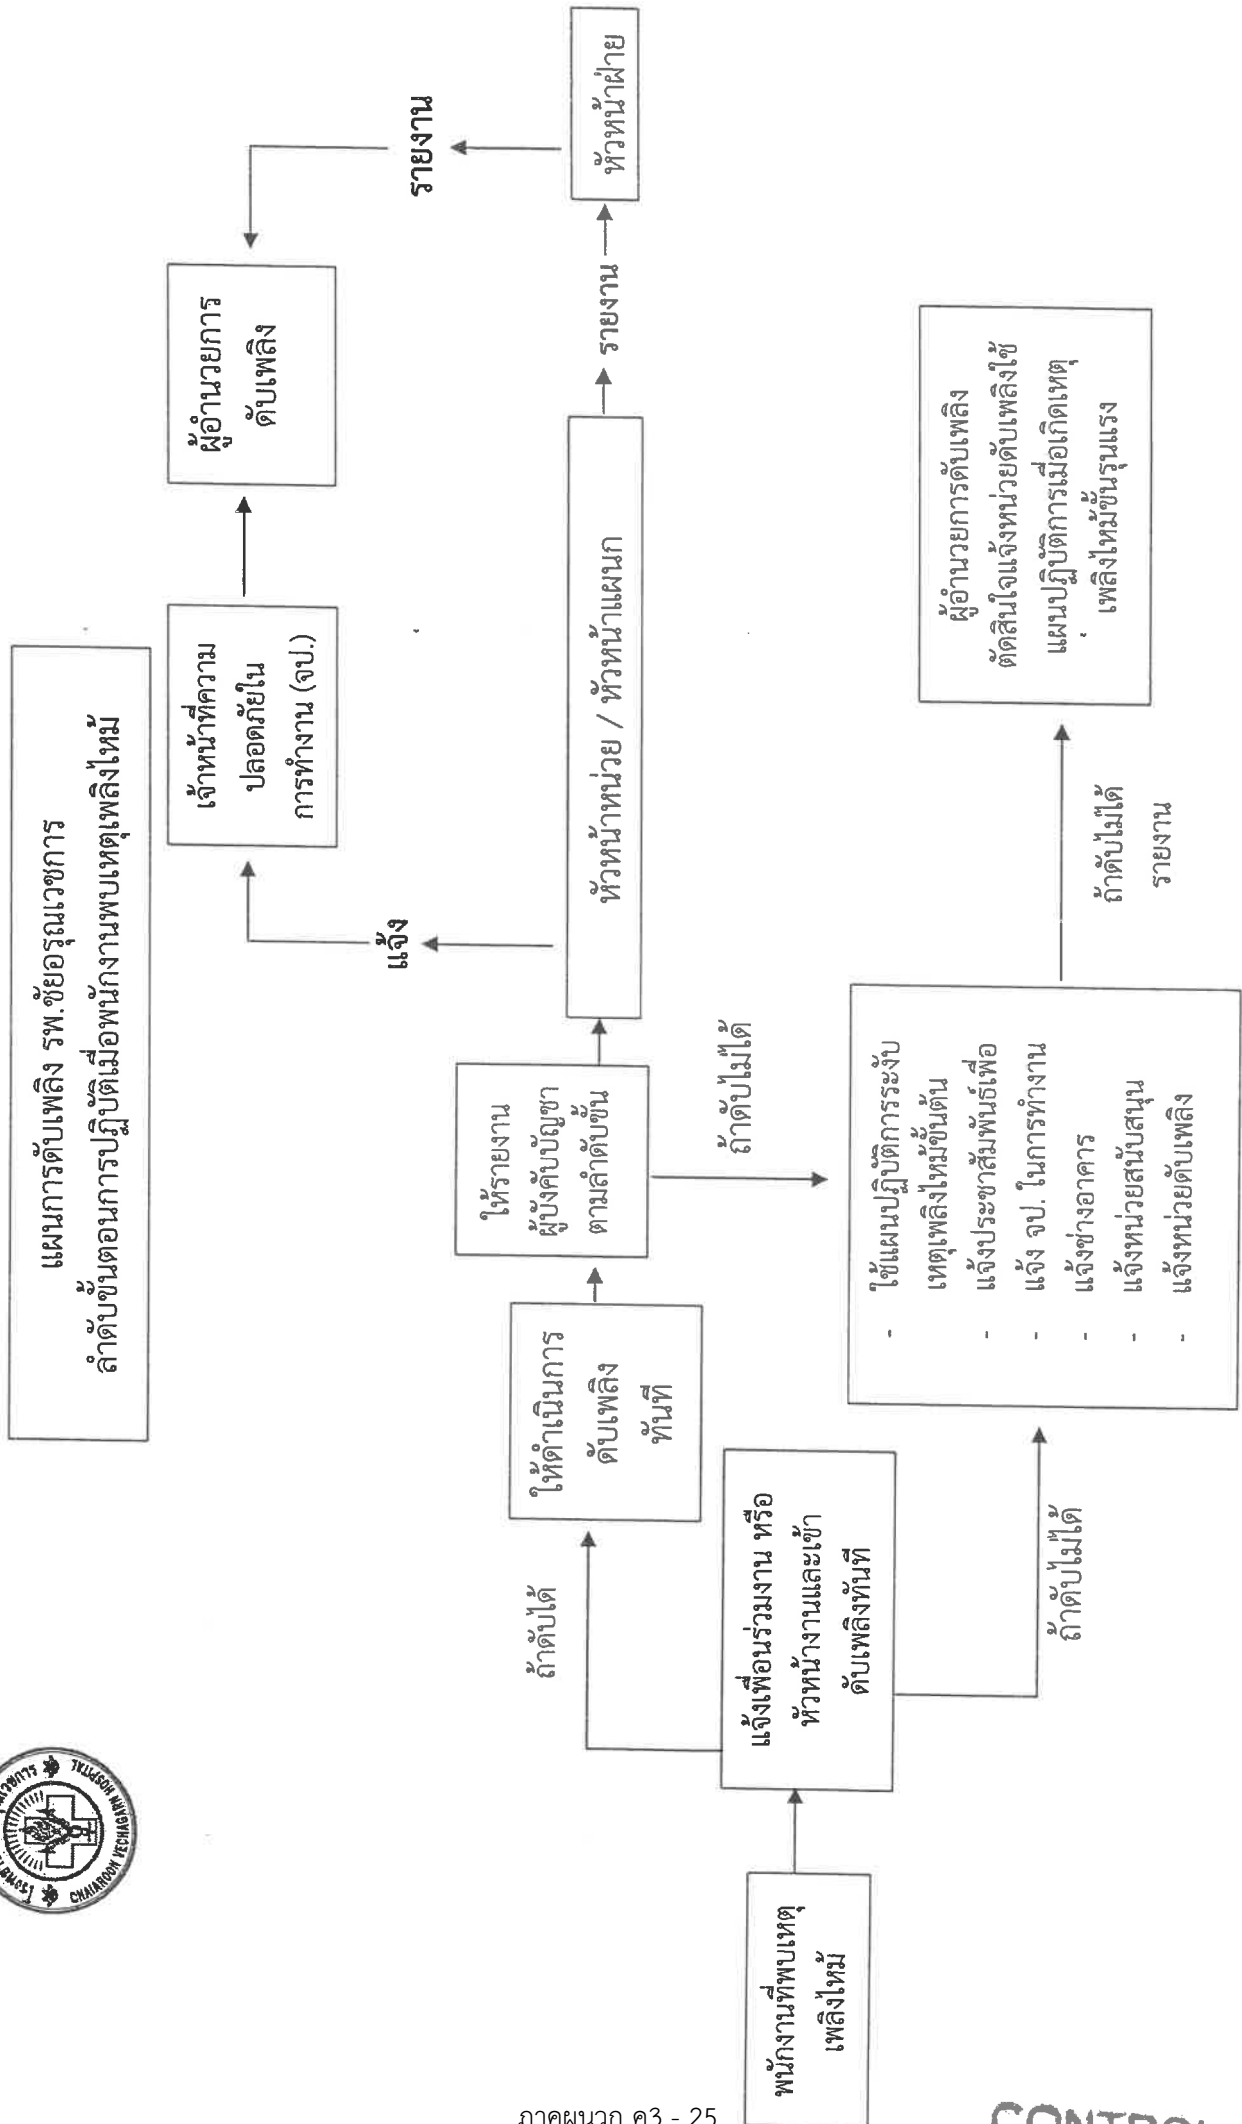 แผนการดับเพลิง รพ.ชัยอรุณเวชการ
ลำดับขั้นตอนการปฏิบัติเมื่อพนักงานพบเหตุเพลิงไหม้
CHAIAROON VECHAGARN HOSPITAL
พนักงานที่พบเหตุ
เพลิงไหม้
แจ้งเพื่อนร่วมงาน หรือ
หัวหน้างานและเข้า
ดับเพลิงทันที
ถ้าดับได้
ให้ดำเนินการ
ดับเพลิง
ทันที
ให้รายงาน
ผู้บังคับบัญชา
ตามลำดับขั้น
หัวหน้าหน่วย / หัวหน้าแผนก
แจ้ง
เจ้าหน้าที่ความ
ปลอดภัยใน
การทำงาน (จป.)
ผู้อำนวยการ
ดับเพลิง
รายงาน
หัวหน้าฝ่าย
รายงาน
ถ้าดับไม่ได้
ถ้าดับไม่ได้
- ใช้แผนปฏิบัติการระงับ
เหตุเพลิงไหม้ขั้นต้น
- แจ้งประชาสัมพันธ์เพื่อ
- แจ้ง จป. ในการทำงาน
- แจ้งช่างอาคาร
- แจ้งหน่วยสนับสนุน
- แจ้งหน่วยดับเพลิง
ถ้าดับไม่ได้
รายงาน
ผู้อำนวยการดับเพลิง
ตัดสินใจแจ้งหน่วยดับเพลิงใช้
แผนปฏิบัติการเมื่อเกิดเหตุ
เพลิงไหม้ขั้นรุนแรง
ภาคผนวก ค3 - 25